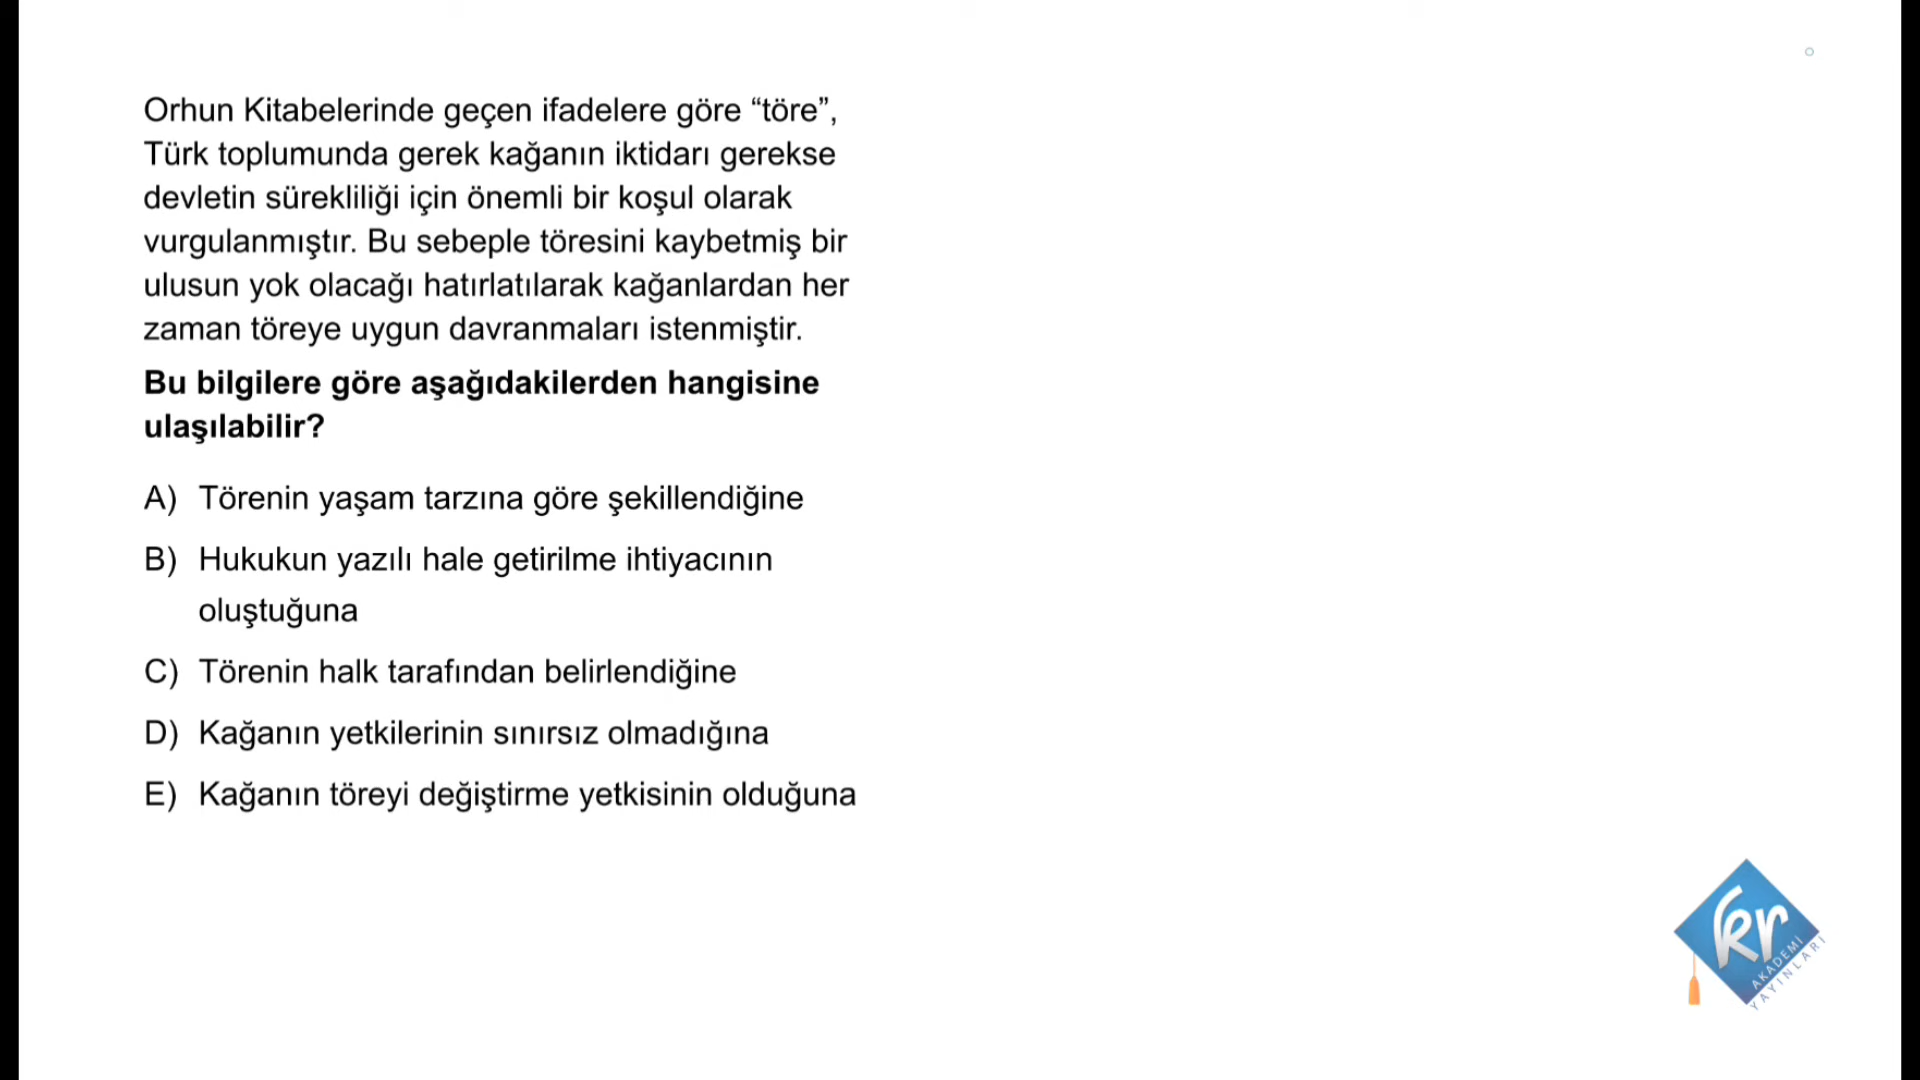 Orhun Kitabelerinde geçen ifadelere göre “töre”,
Türk toplumunda gerek kağanın iktidarı gerekse
devletin sürekliliği için önemli bir koşul olarak
vurgulanmıştır. Bu sebeple töresini kaybetmiş bir
ulusun yok olacağı hatırlatılarak kağanlardan her
zaman töreye uygun davranmaları istenmiştir.
Bu bilgilere göre aşağıdakilerden hangisine
ulaşılabilir?
A) Törenin yaşam tarzına göre şekillendiğine
B) Hukukun yazılı hale getirilme ihtiyacının
oluştuğuna
C) Törenin halk tarafından belirlendiğine
D) Kağanın yetkilerinin sınırsız olmadığına
E) Kağanın töreyi değiştirme yetkisinin olduğuna
kr
AKADEMİ
YAYINLARI